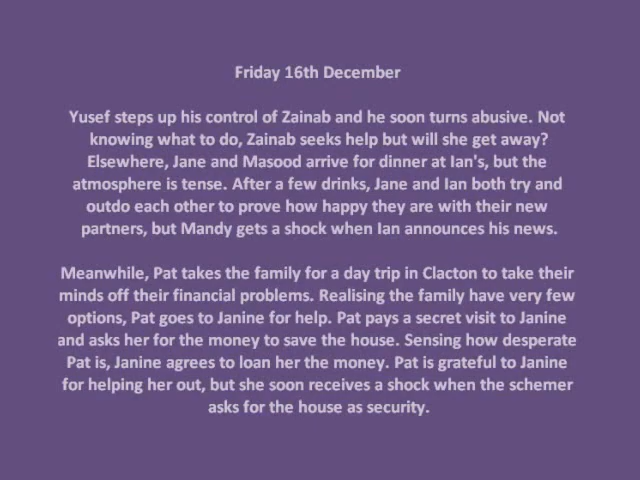 Friday 16th December
Yusef steps up his control of Zainab and he soon turns abusive. Not
knowing what to do, Zainab seeks help but will she get away?
Elsewhere, Jane and Masood arrive for dinner at Ian's, but the
atmosphere is tense. After a few drinks, Jane and Ian both try and
outdo each other to prove how happy they are with their new
partners, but Mandy gets a shock when Ian announces his news.
Meanwhile, Pat takes the family for a day trip in Clacton to take their
minds off their financial problems. Realising the family have very few
options, Pat goes to Janine for help. Pat pays a secret visit to Janine
and asks her for the money to save the house. Sensing how desperate
Pat is, Janine agrees to loan her the money. Pat is grateful to Janine
for helping her out, but she soon receives a shock when the schemer
asks for the house as security.